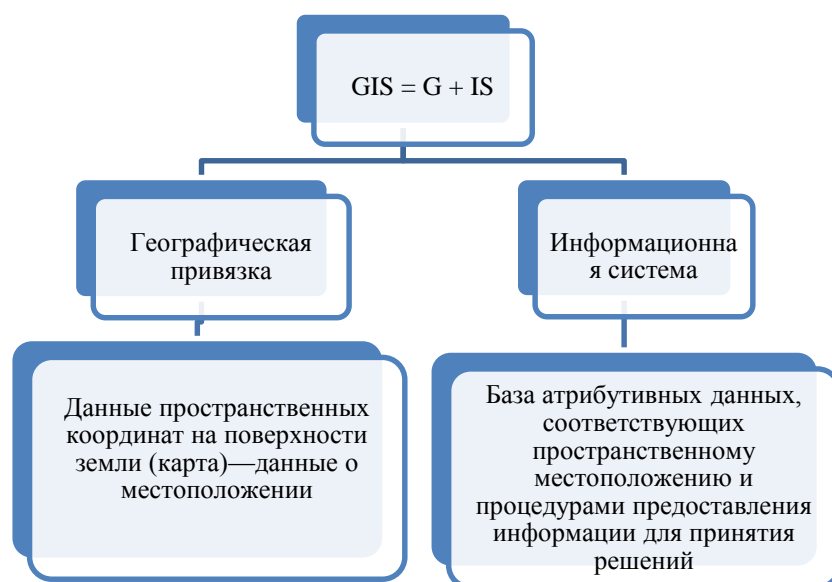 GIS = G + IS
Географическая
привязка
Информационна
я система
Данные пространственных
координат на поверхности
земли (карта)—данные о
местоположении
База атрибутивных данных,
соответствующих
пространственному
местоположению и
процедурами предоставления
информации для принятия
решений